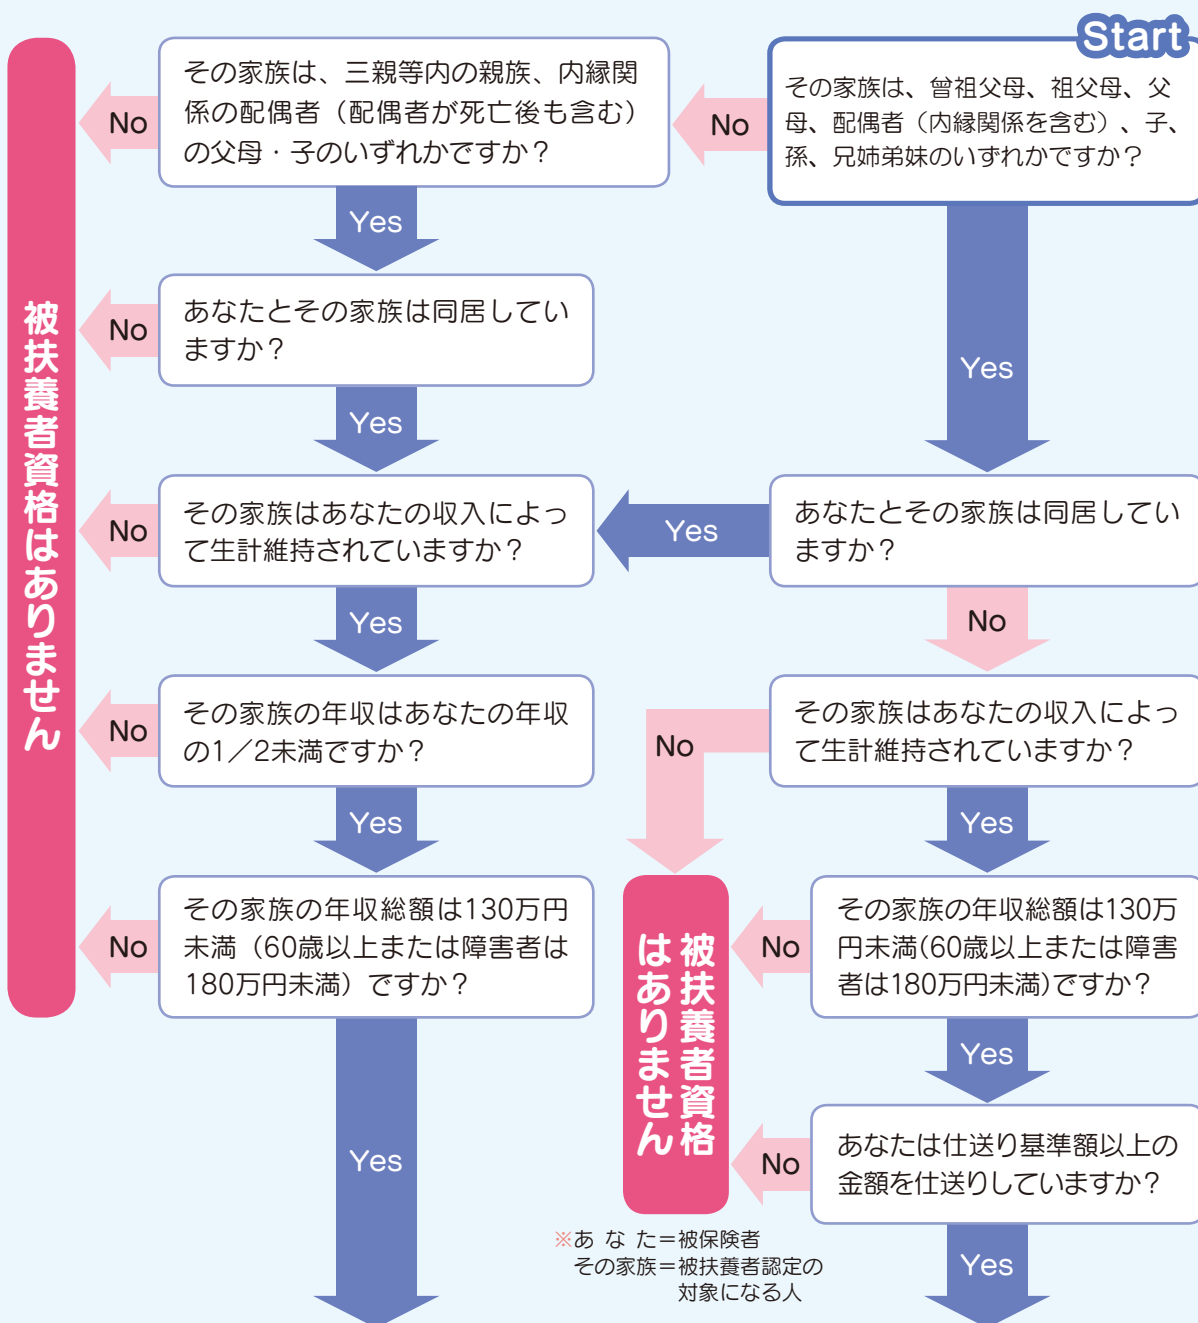 Start
その家族は、曾祖父母、祖父母、父
母、配偶者（内縁関係を含む）、子、
孫、兄姉弟妹のいずれかですか？
No
Yes
その家族は、三親等内の親族、内縁関
係の配偶者（配偶者が死亡後も含む）
の父母・子のいずれかですか？
No
Yes
あなたとその家族は同居してい
ますか？
No
Yes
その家族はあなたの収入によっ
て生計維持されていますか？
No
Yes
その家族の年収はあなたの年収
の1／2未満ですか？
No
Yes
その家族の年収総額は130万円
未満（60歳以上または障害者は
180万円未満）ですか？
No
Yes
被扶養者資格はありません
あなたとその家族は同居してい
ますか？
Yes
No
その家族はあなたの収入によっ
て生計維持されていますか？
No
Yes
その家族の年収総額は130万
円未満(60歳以上または障害
者は180万円未満)ですか？
No
Yes
あなたは仕送り基準額以上の
金額を仕送りしていますか？
No
Yes
被扶養者資格
はありません
※あ な た＝被保険者
その家族＝被扶養者認定の
対象になる人